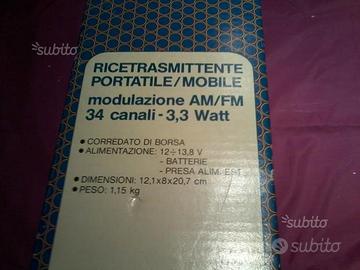 subito
RICETRASMITTENTE
PORTATILE/MOBILE
modulazione AM/FM
34 canali - 3,3 Watt
• CORREDATO DI BORSA
• ALIMENTAZIONE: 12÷13,8 V
- BATTERIE
- PRESA ALIM. EST.
• DIMENSIONI: 12,1x8x20,7 cm
• PESO: 1,15 kg
subito
subito